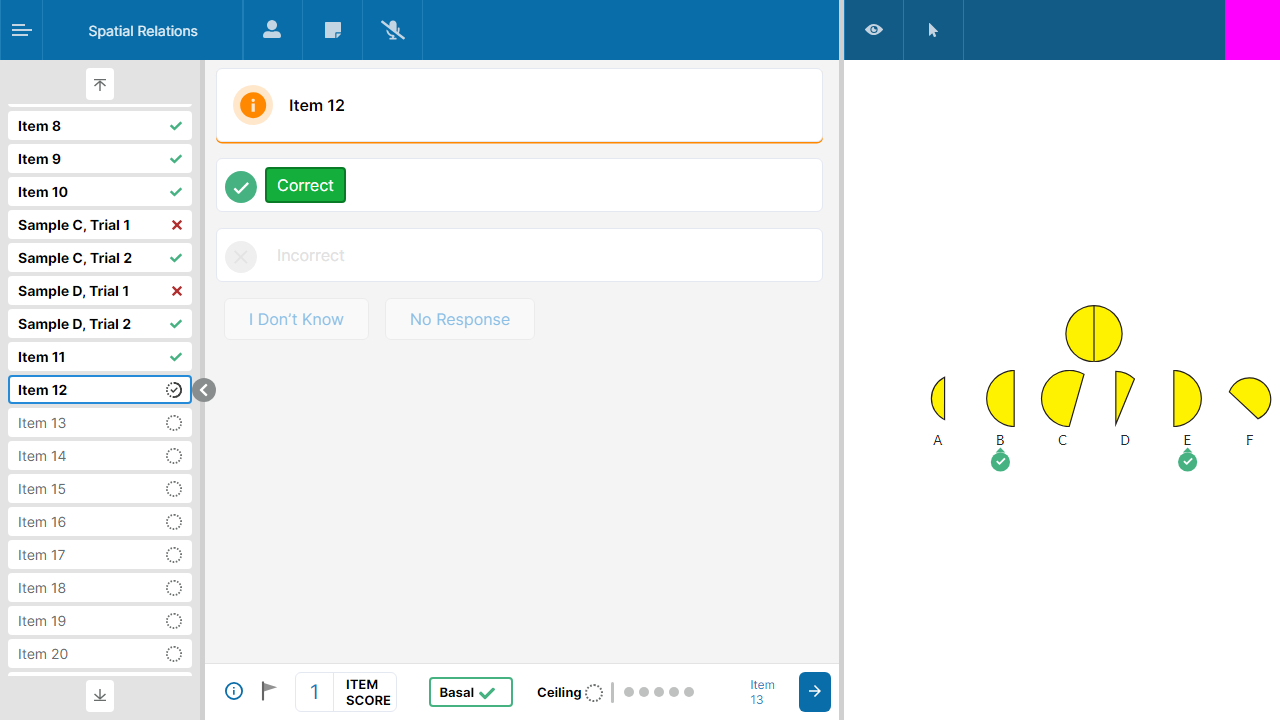 Spatial Relations
Item 8
Item 9
Item 10
Sample C, Trial 1
Sample C, Trial 2
Sample D, Trial 1
Sample D, Trial 2
Item 11
Item 12
Item 13
Item 14
Item 15
Item 16
Item 17
Item 18
Item 19
Item 20
Item 12
Correct
Incorrect
I Don't Know
No Response
1
ITEM
SCORE
Basal
Ceiling
Item
13
A B C D E F